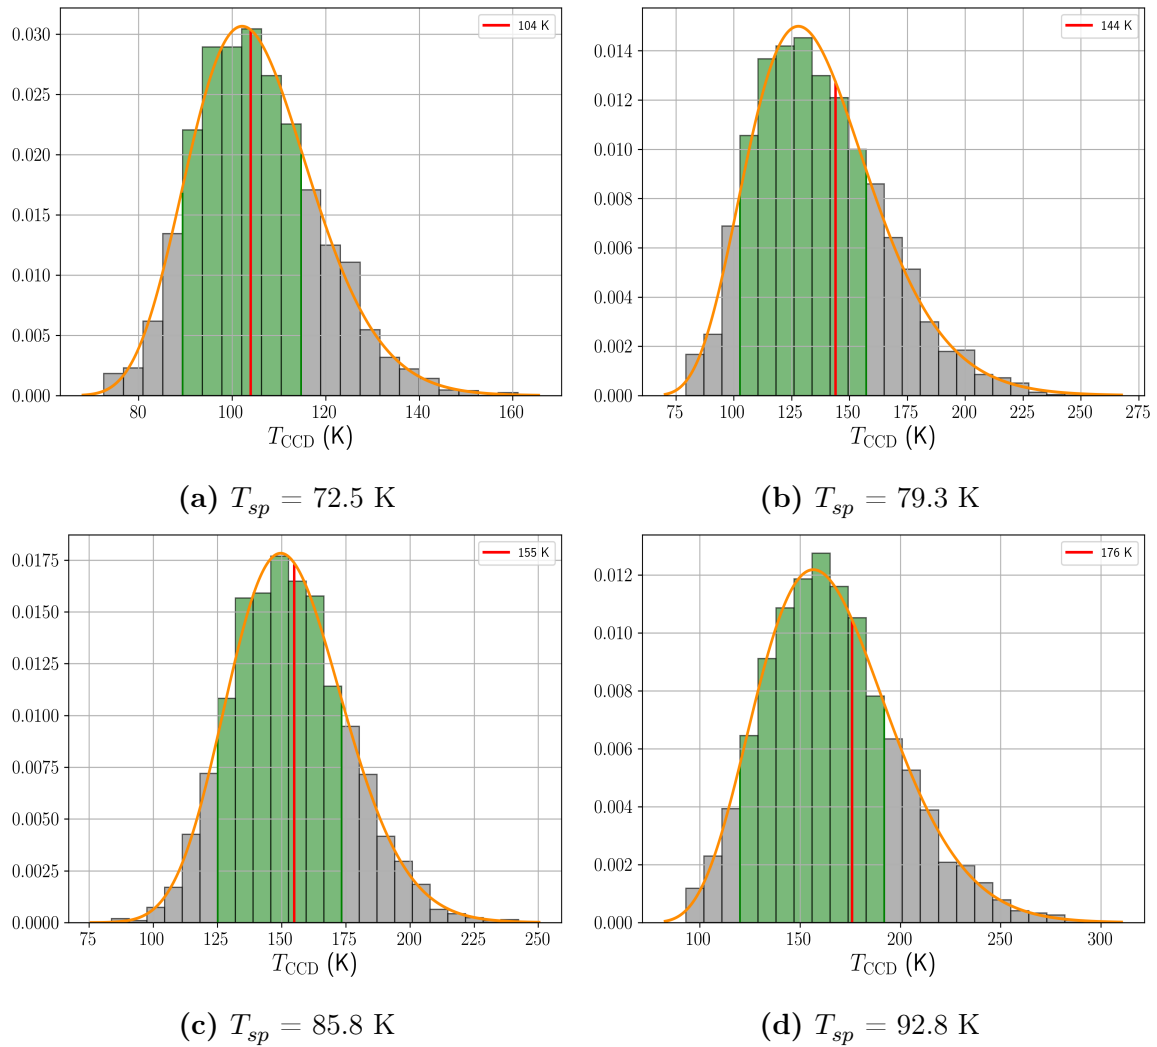 104 K
0.030
0.025
0.020
0.015
0.010
0.005
0.000
80 100 120 140 160
T_CCD (K)
(a) T_sp = 72.5 K
144 K
0.014
0.012
0.010
0.008
0.006
0.004
0.002
0.000
75 100 125 150 175 200 225 250 275
T_CCD (K)
(b) T_sp = 79.3 K
155 K
0.0175
0.0150
0.0125
0.0100
0.0075
0.0050
0.0025
0.0000
75 100 125 150 175 200 225 250
T_CCD (K)
(c) T_sp = 85.8 K
176 K
0.012
0.010
0.008
0.006
0.004
0.002
0.000
100 150 200 250 300
T_CCD (K)
(d) T_sp = 92.8 K